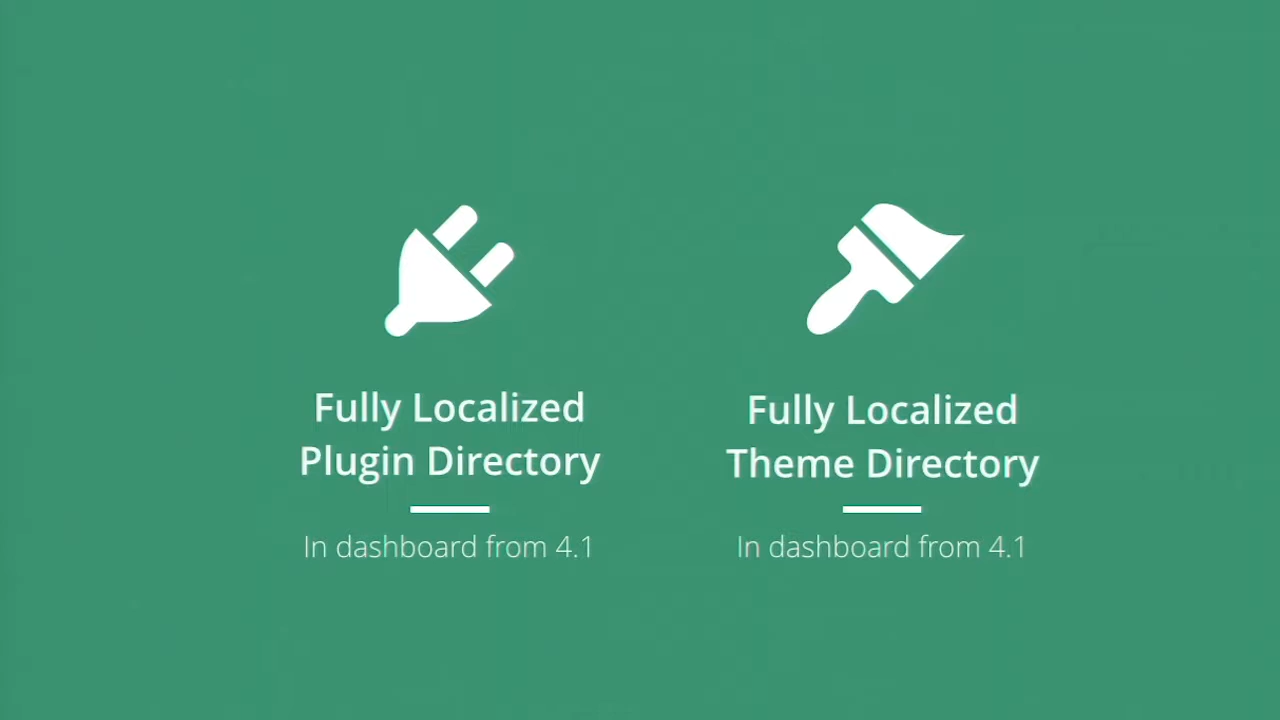 Fully Localized
Plugin Directory
In dashboard from 4.1
Fully Localized
Theme Directory
In dashboard from 4.1